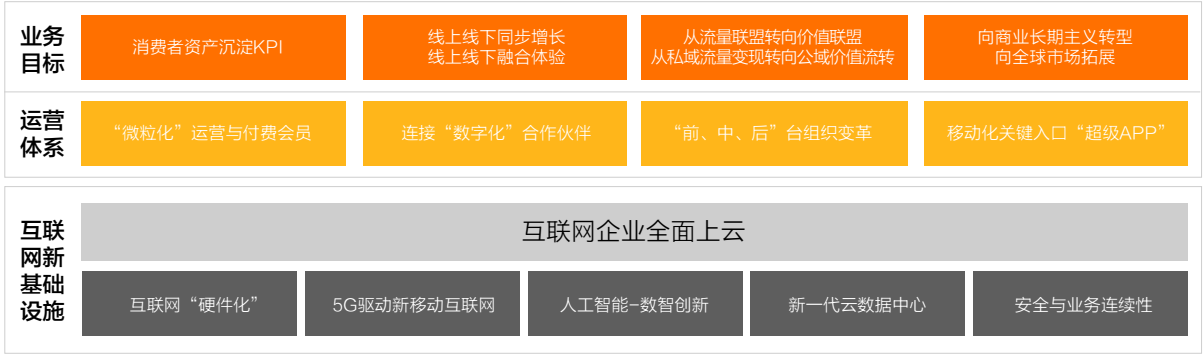 业务
目标
消费者资产沉淀KPI
线上线下同步增长
线上线下融合体验
从流量联盟转向价值联盟
从私域流量变现转向公域价值流转
向商业长期主义转型
向全球市场拓展
运营
体系
“微粒化”运营与付费会员
连接“数字化”合作伙伴
“前、中、后”台组织变革
移动化关键入口“超级APP”
互联
网新
基础
设施
互联网企业全面上云
互联网“硬件化”
5G驱动新移动互联网
人工智能-数智创新
新一代云数据中心
安全与业务连续性